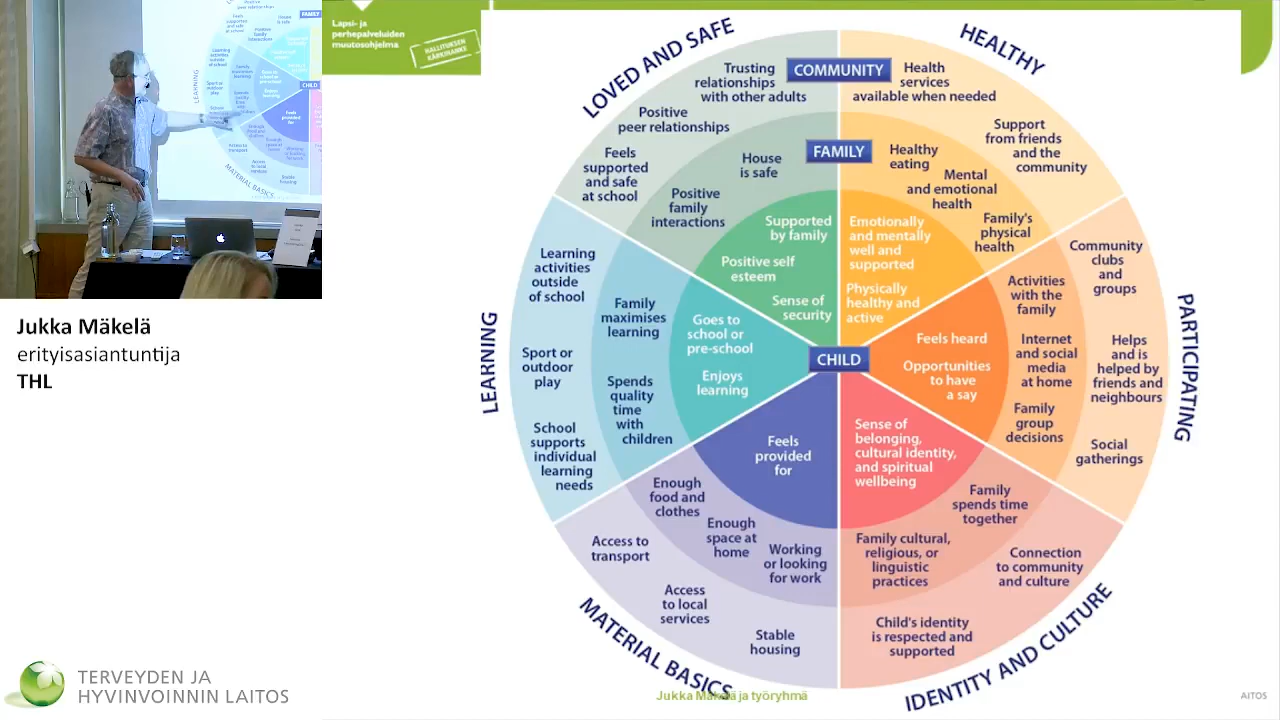 Lapsi- ja
perhepalveluiden
muutosohjelma
HALLITUKSEN
KÄRKIHANKE
Jukka Mäkelä
erityisasiantuntija
THL
TERVEYDEN JA
HYVINVOINNIN LAITOS
LOVED AND SAFE
HEALTHY
PARTICIPATING
IDENTITY AND CULTURE
MATERIAL BASICS
LEARNING
COMMUNITY
FAMILY
CHILD
Trusting
relationships
with other adults
Positive
peer relationships
Feels
supported
and safe
at school
House
is safe
Positive
family
interactions
Supported
by family
Positive self
esteem
Sense of
security
Health
services
available when needed
Support
from friends
and the
community
Healthy
eating
Mental
and emotional
health
Family's
physical
health
Emotionally
and mentally
well and
supported
Physically
healthy and
active
Community
clubs
and
groups
Helps
and is
helped by
friends and
neighbours
Social
gatherings
Activities
with the
family
Internet
and social
media
at home
Family
group
decisions
Feels heard
Opportunities
to have
a say
Sense of
belonging,
cultural identity,
and spiritual
wellbeing
Family
spends time
together
Family cultural,
religious, or
linguistic
practices
Connection
to community
and culture
Child's identity
is respected and
supported
Feels
provided
for
Enough
food and
clothes
Enough
space at
home
Working
or looking
for work
Access to
transport
Access
to local
services
Stable
housing
Goes to
school or
pre-school
Enjoys
learning
Family
maximises
learning
Spends
quality
time
with
children
Learning
activities
outside
of school
Sport or
outdoor
play
School
supports
individual
learning
needs
Jukka Mäkelä ja työryhmä
AITOS
FAMILY
CHILD
LEARNING
MATERIAL BASICS